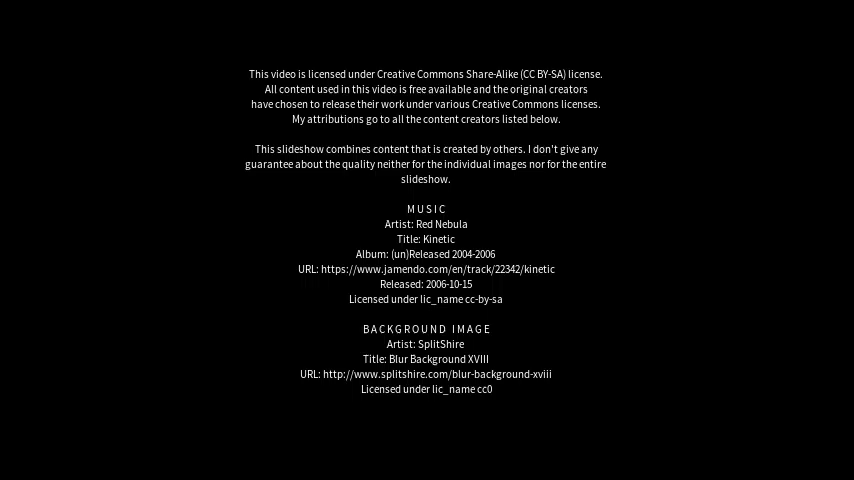 This video is licensed under Creative Commons Share-Alike (CC BY-SA) license.
All content used in this video is free available and the original creators
have chosen to release their work under various Creative Commons licenses.
My attributions go to all the content creators listed below.
This slideshow combines content that is created by others. I don't give any
guarantee about the quality neither for the individual images nor for the entire
slideshow.
MUSIC
Artist: Red Nebula
Title: Kinetic
Album: (un)Released 2004-2006
URL: https://www.jamendo.com/en/track/22342/kinetic
Released: 2006-10-15
Licensed under lic_name cc-by-sa
BACKGROUND IMAGE
Artist: SplitShire
Title: Blur Background XVIII
URL: http://www.splitshire.com/blur-background-xviii
Licensed under lic_name cc0